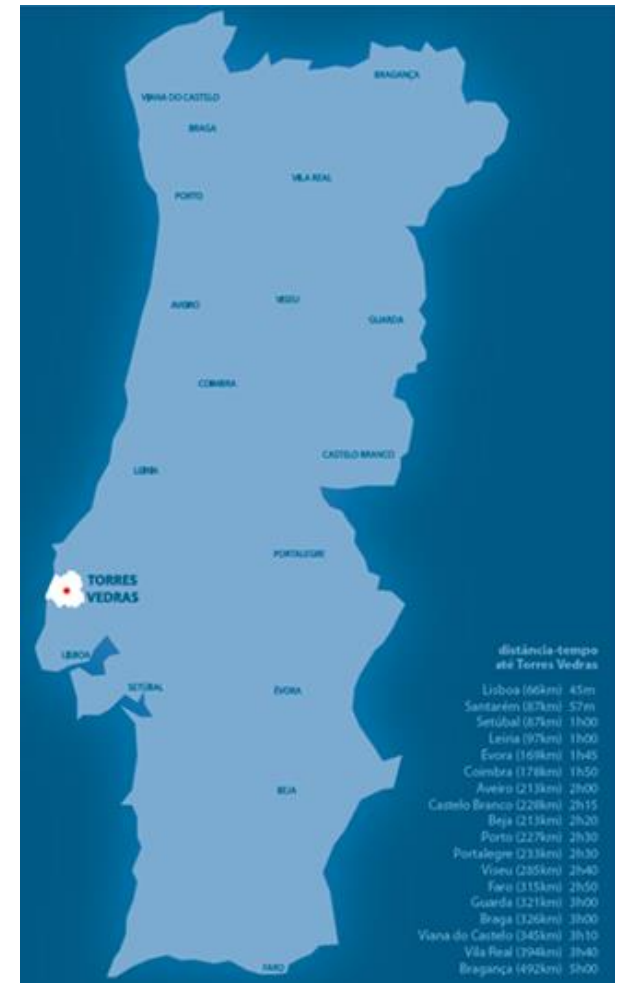 BRAGANÇA
VIANA DO CASTELO
BRAGA
VILA REAL
PORTO
AVEIRO
VISEU
GUARDA
COIMBRA
CASTELO BRANCO
LEIRIA
PORTALEGRE
TORRES
VEDRAS
LISBOA
SETÚBAL
ÉVORA
BEJA
FARO
distância-tempo
até Torres Vedras
Lisboa (66km) 45m
Santarém (87km) 57m
Setúbal (87km) 1h00
Leiria (97km) 1h00
Évora (169km) 1h45
Coimbra (178km) 1h50
Aveiro (213km) 2h00
Castelo Branco (228km) 2h15
Beja (213km) 2h20
Porto (227km) 2h30
Portalegre (233km) 2h30
Viseu (285km) 2h40
Faro (315km) 2h50
Guarda (321km) 3h00
Braga (326km) 3h00
Viana do Castelo (345km) 3h10
Vila Real (394km) 3h40
Bragança (492km) 5h00